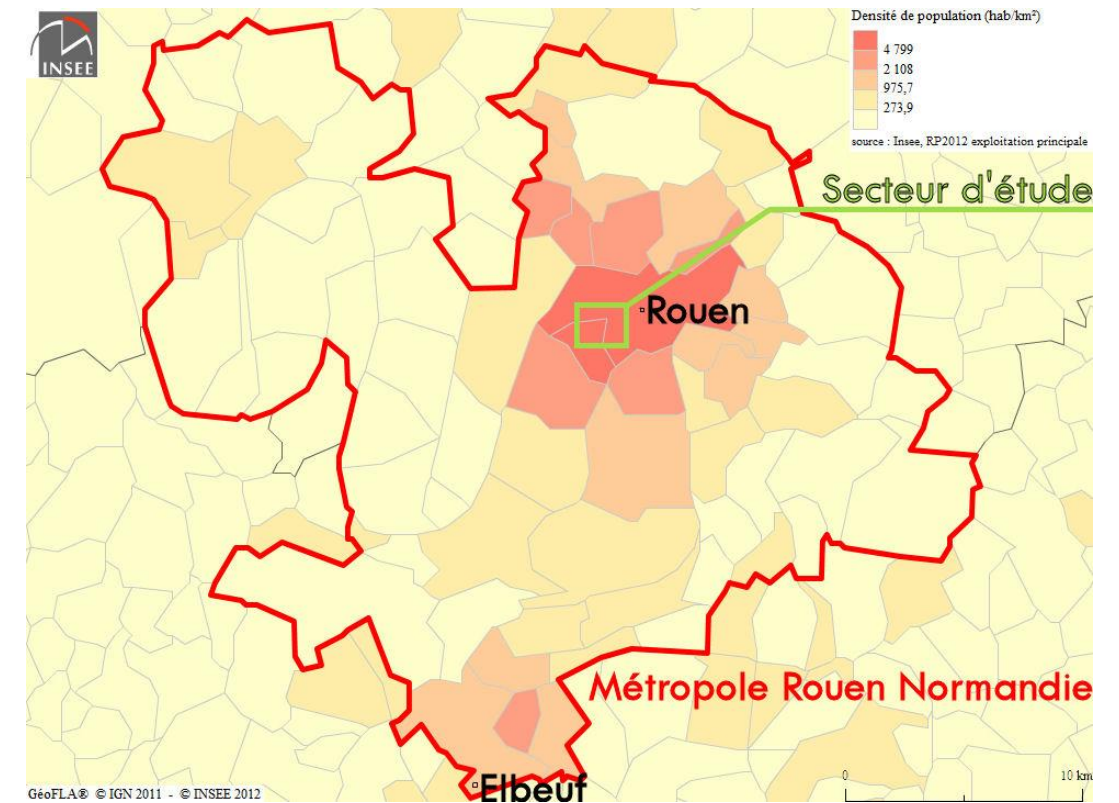 INSEE
Densité de population (hab/km²)
4 799
2 108
975,7
273,9
source : Insee, RP2012 exploitation principale
Secteur d'étude
Rouen
Métropole Rouen Normandie
Elbeuf
0 10 km
GéoFLA® © IGN 2011 - © INSEE 2012